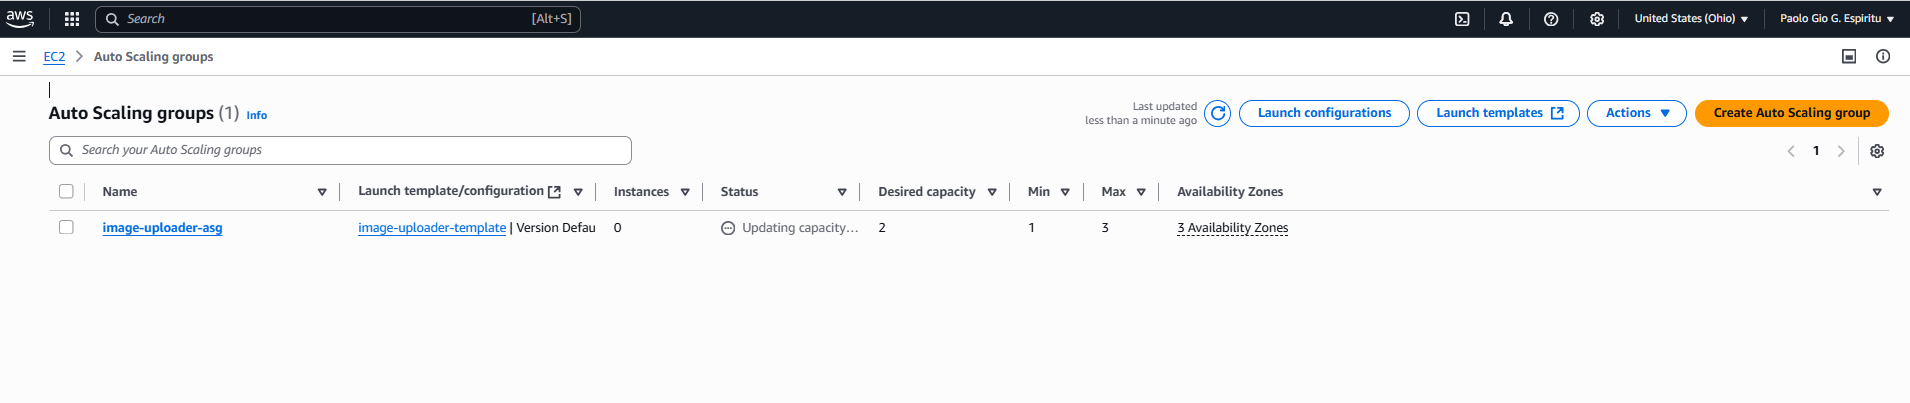 aws Search [Alt+S] United States (Ohio) Paolo Gio G. Espiritu
EC2 Auto Scaling groups
Auto Scaling groups (1) Info
Last updated
less than a minute ago
Launch configurations Launch templates Actions Create Auto Scaling group
Search your Auto Scaling groups
1
Name Launch template/configuration Instances Status Desired capacity Min Max Availability Zones
image-uploader-asg image-uploader-template | Version Defau 0 Updating capacity... 2 1 3 3 Availability Zones